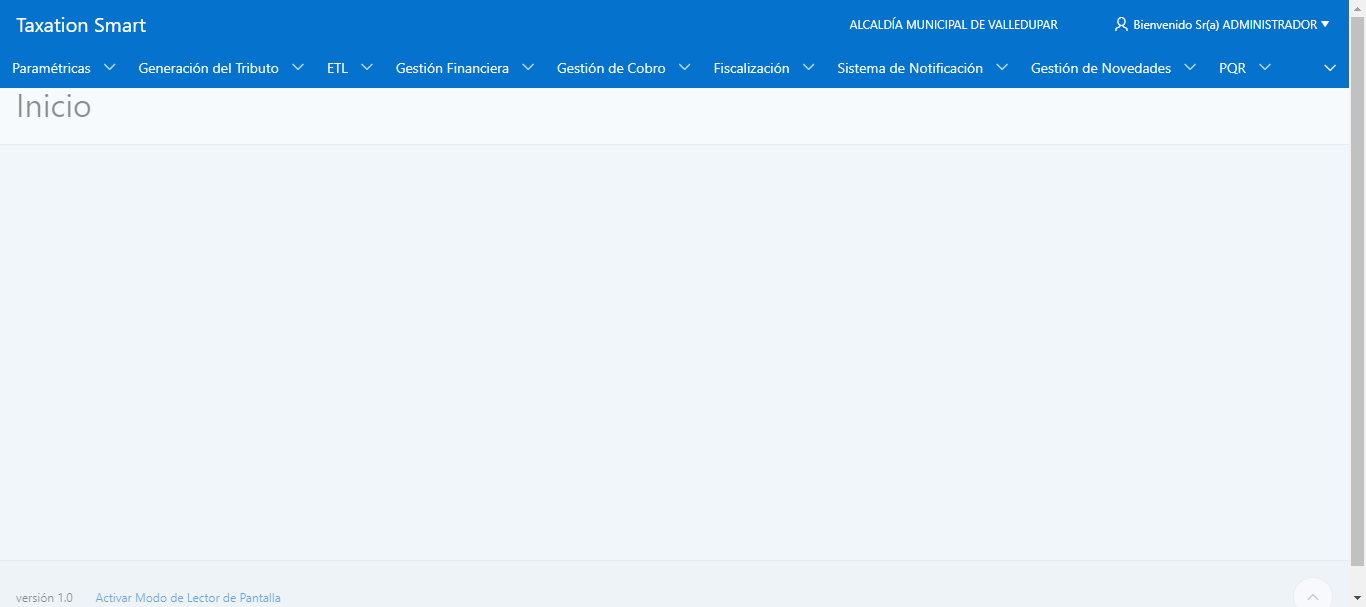 Taxation Smart
ALCALDÍA MUNICIPAL DE VALLEDUPAR
Bienvenido Sr(a) ADMINISTRADOR
Paramétricas
Generación del Tributo
ETL
Gestión Financiera
Gestión de Cobro
Fiscalización
Sistema de Notificación
Gestión de Novedades
PQR
Inicio
versión 1.0
Activar Modo de Lector de Pantalla